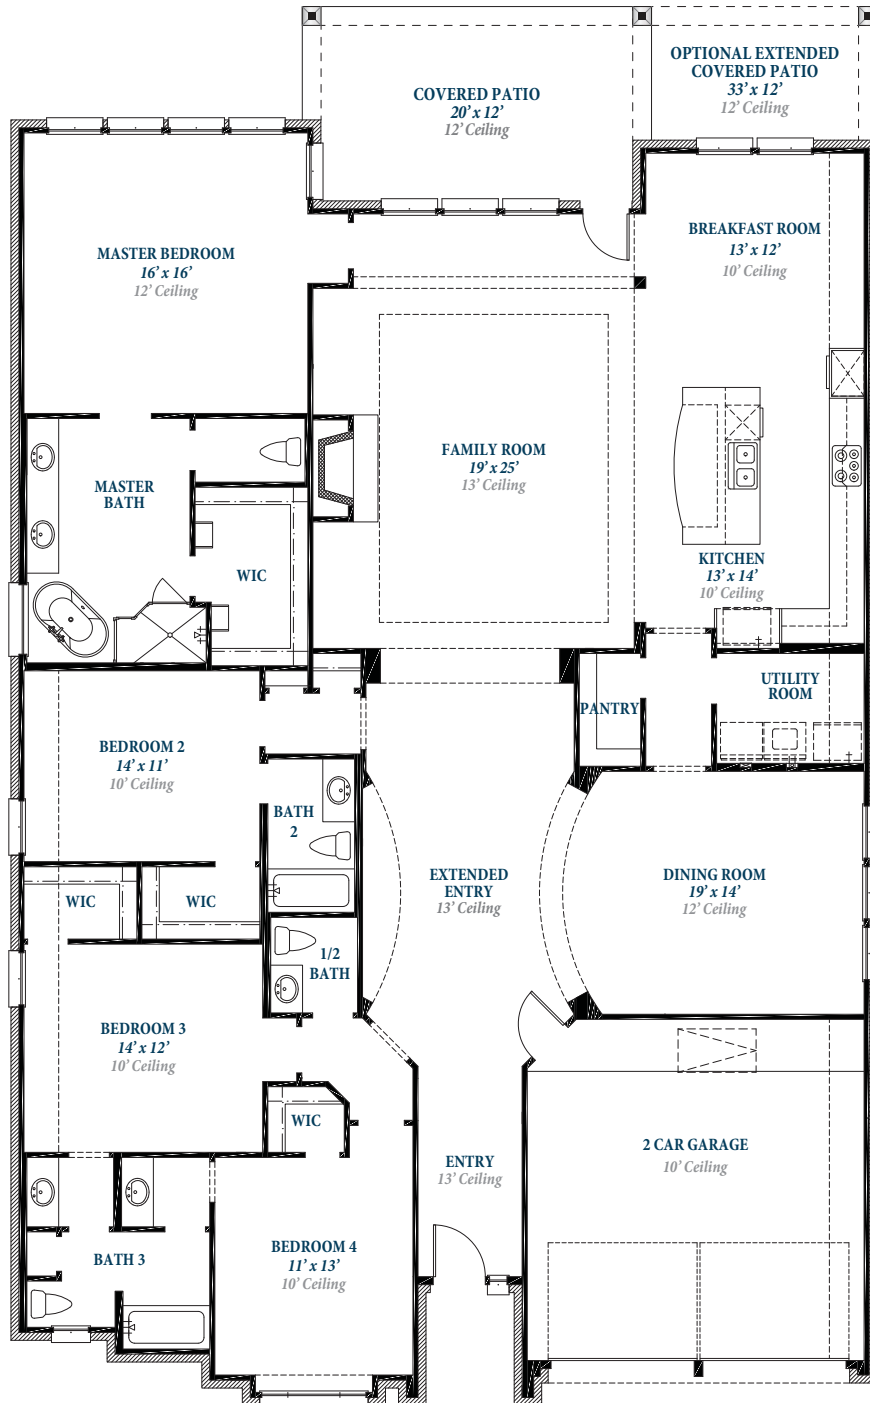 OPTIONAL EXTENDED
COVERED PATIO
33' x 12'
12' Ceiling
COVERED PATIO
20' x 12'
12' Ceiling
MASTER BEDROOM
16' x 16'
12' Ceiling
BREAKFAST ROOM
13' x 12'
10' Ceiling
FAMILY ROOM
19' x 25'
13' Ceiling
MASTER
BATH
WIC
KITCHEN
13' x 14'
10' Ceiling
UTILITY
ROOM
PANTRY
BEDROOM 2
14' x 11'
10' Ceiling
BATH
2
EXTENDED
ENTRY
13' Ceiling
DINING ROOM
19' x 14'
12' Ceiling
WIC
WIC
1/2
BATH
BEDROOM 3
14' x 12'
10' Ceiling
WIC
ENTRY
13' Ceiling
2 CAR GARAGE
10' Ceiling
BATH 3
BEDROOM 4
11' x 13'
10' Ceiling